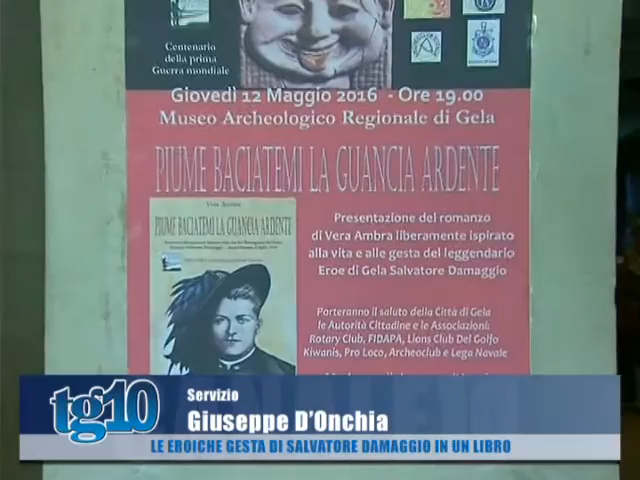 Centenario
della prima
Guerra mondiale
Giovedì 12 Maggio 2016 - Ore 19.00
Museo Archeologico Regionale di Gela
PIUME BACIATEMI LA GUANCIA ARDENTE
Vera Ambra
PIUME BACIATEMI LA GUANCIA ARDENTE
Presentazione del romanzo
di Vera Ambra liberamente ispirato
alla vita e alle gesta del leggendario
Eroe di Gela Salvatore Damaggio
Porteranno il saluto della Città di Gela
le Autorità Cittadine e le Associazioni:
Rotary Club, FIDAPA, Lions Club Del Golfo
Kiwanis, Pro Loco, Archeoclub e Lega Navale
tg10
Servizio
Giuseppe D'Onchia
LE EROICHE GESTA DI SALVATORE DAMAGGIO IN UN LIBRO